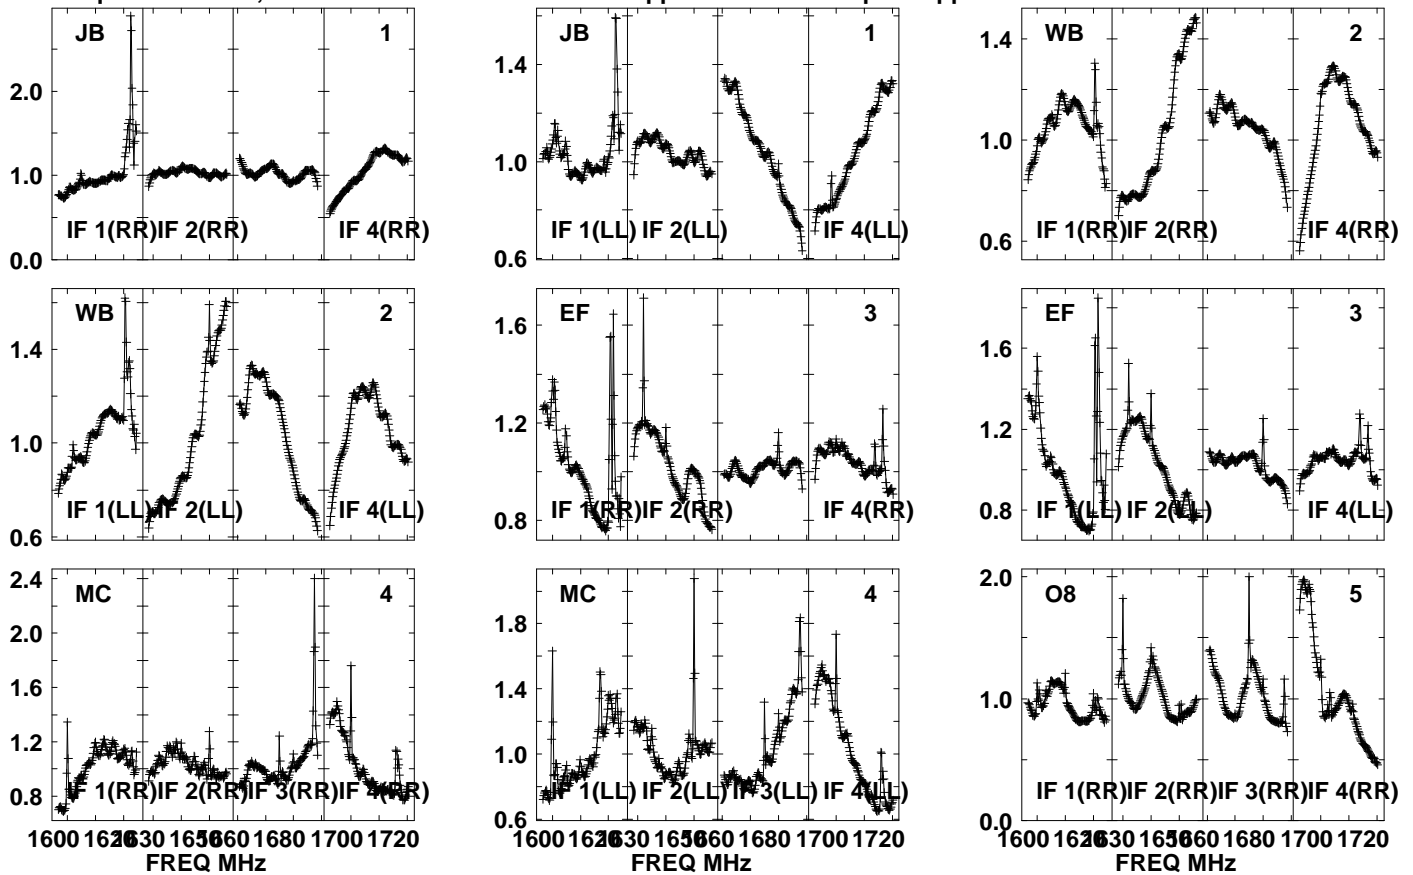 JB 1
2.0
1.0
0.0
IF 1(RR) IF 2(RR) IF 4(RR)
JB 1
1.4
1.0
0.6
IF 1(LL) IF 2(LL) IF 4(LL)
WB 2
1.4
1.0
0.6
IF 1(RR) IF 2(RR) IF 4(RR)
WB 2
1.4
1.0
0.6
IF 1(LL) IF 2(LL) IF 4(LL)
EF 3
1.6
1.2
0.8
IF 1(RR) IF 2(RR) IF 4(RR)
EF 3
1.6
1.2
0.8
IF 1(LL) IF 2(LL) IF 4(LL)
MC 4
2.4
2.0
1.6
1.2
0.8
IF 1(RR) IF 2(RR) IF 3(RR) IF 4(RR)
1600 1700 1720
FREQ MHz
MC 4
1.8
1.4
1.0
0.6
1(LL) IF 2(LL) IF 3(LL) IF 4(LL)
1600 1680 1700 1720
O8 5
2.0
1.0
0.0
IF 1(RR) IF 2(RR) IF 3(RR) IF 4(RR)
1600 1680 1700 1720
FREQ MHz